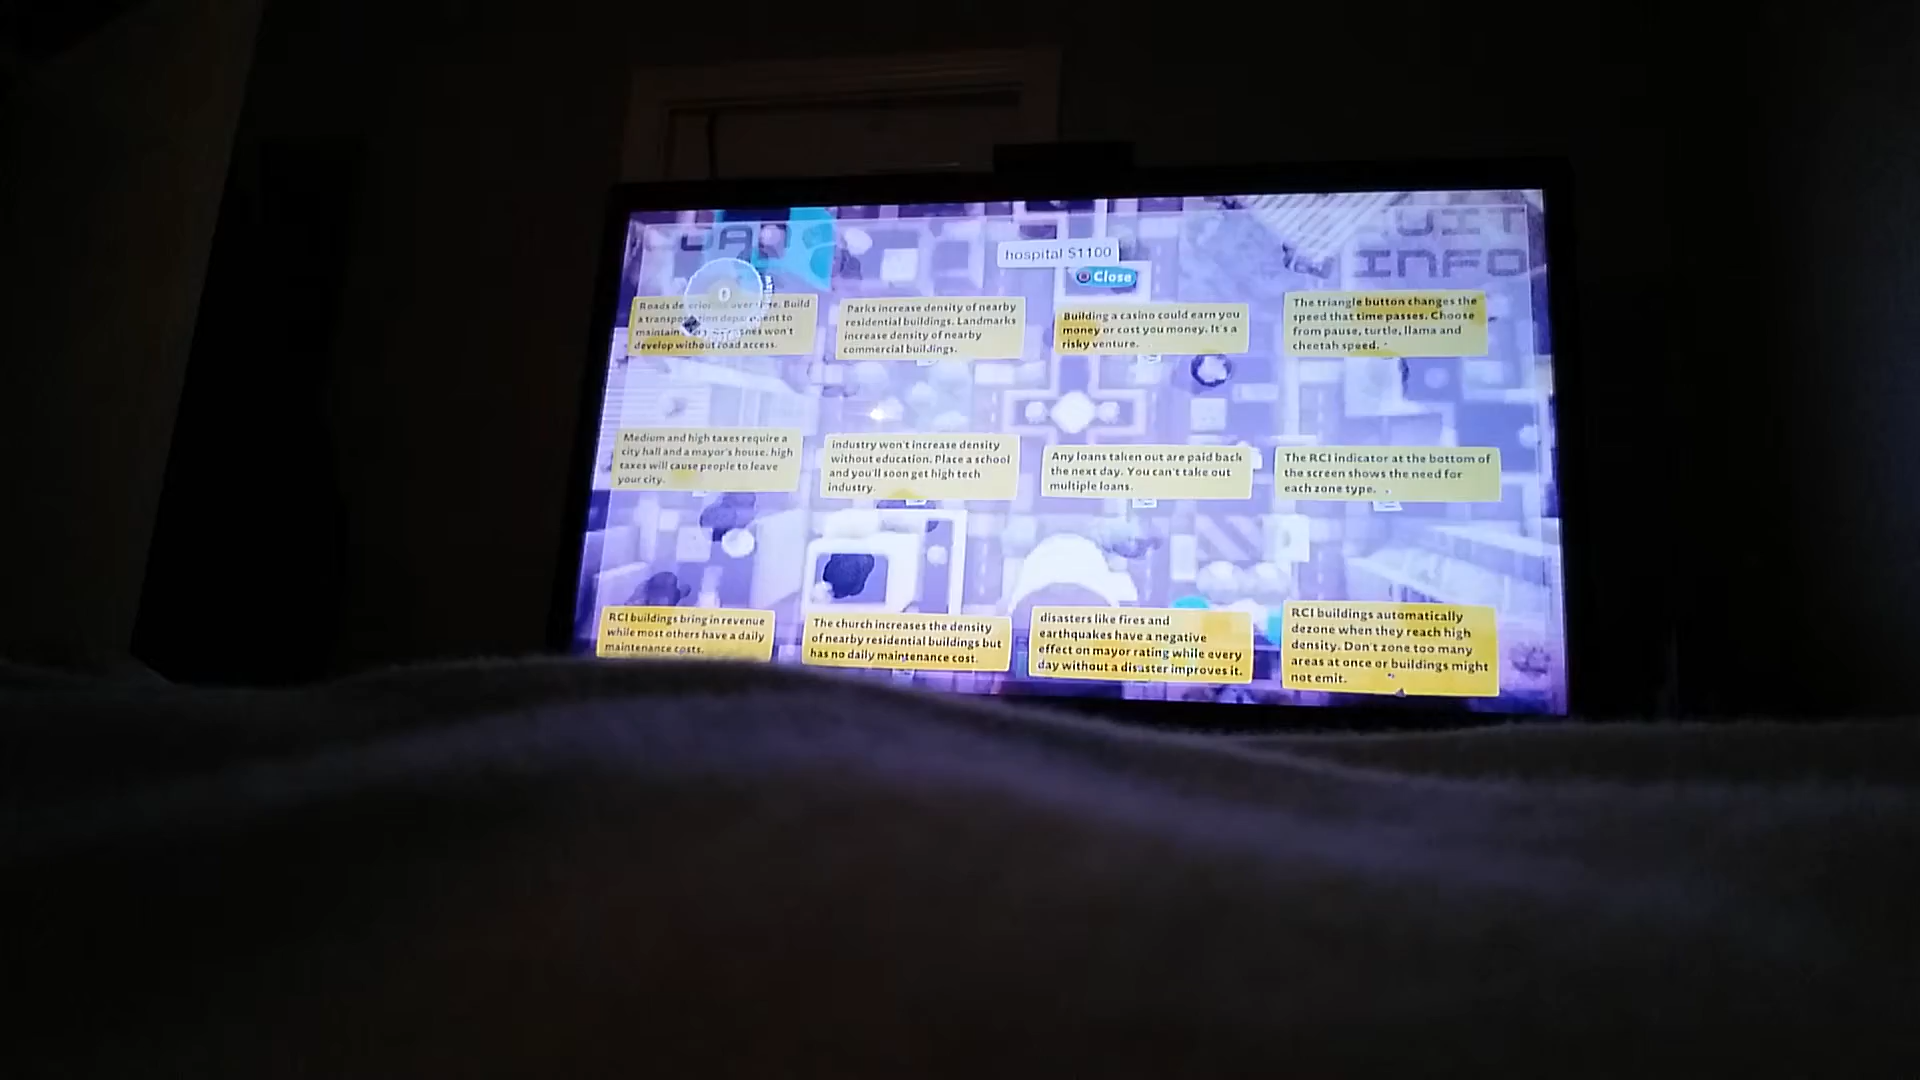 LOAD
QUIT
INFO
hospital $1100
Close
Roads deteriorate over time. Build
a transportation department to
maintain won't
develop without road access.
Parks increase density of nearby
residential buildings. Landmarks
increase density of nearby
commercial buildings.
Building a casino could earn you
money or cost you money. It's a
risky venture.
The triangle button changes the
speed that time passes. Choose
from pause, turtle, llama and
cheetah speed.
Medium and high taxes require a
city hall and a mayor's house. high
taxes will cause people to leave
your city.
industry won't increase density
without education. Place a school
and you'll soon get high tech
industry.
Any loans taken out are paid back
the next day. You can't take out
multiple loans.
The RCI indicator at the bottom of
the screen shows the need for
each zone type.
RCI buildings bring in revenue
while most others have a daily
maintenance costs.
The church increases the density
of nearby residential buildings but
has no daily maintenance cost.
disasters like fires and
earthquakes have a negative
effect on mayor rating while every
day without a disaster improves it.
RCI buildings automatically
dezone when they reach high
density. Don't zone too many
areas at once or buildings might
not emit.